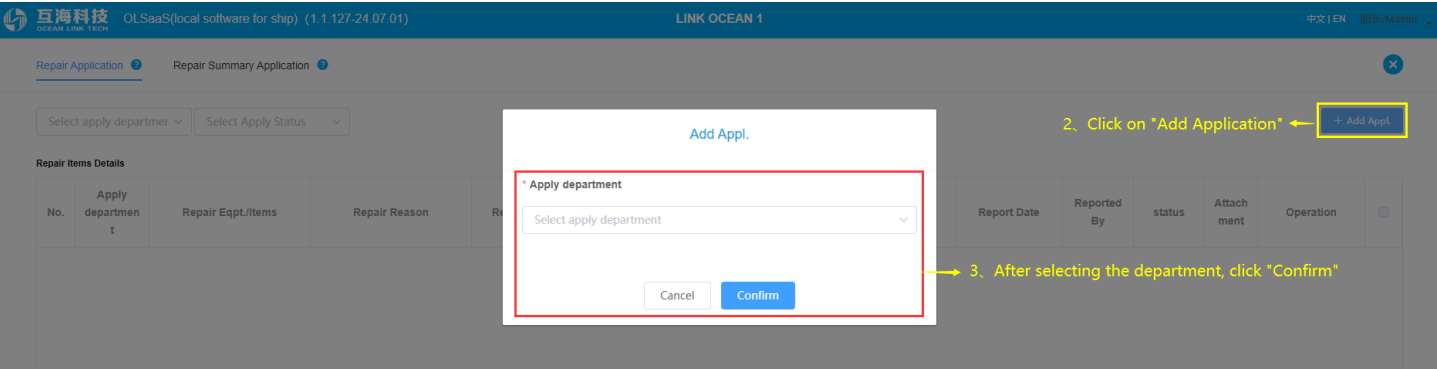 互海科技
OCEAN LINK TECH
OLSaaS(local software for ship) (1.1.127-24.07.01)
LINK OCEAN 1
中文 | EN
船长/Master
Repair Application
Repair Summary Application
Select apply departmer
Select Apply Status
2、Click on "Add Application"
+ Add Appl.
Add Appl.
Repair Items Details
* Apply department
Select apply department
No.
Apply
departmen
t
Repair Eqpt./Items
Repair Reason
Re
Report Date
Reported
By
status
Attach
ment
Operation
3、After selecting the department, click "Confirm"
Cancel
Confirm